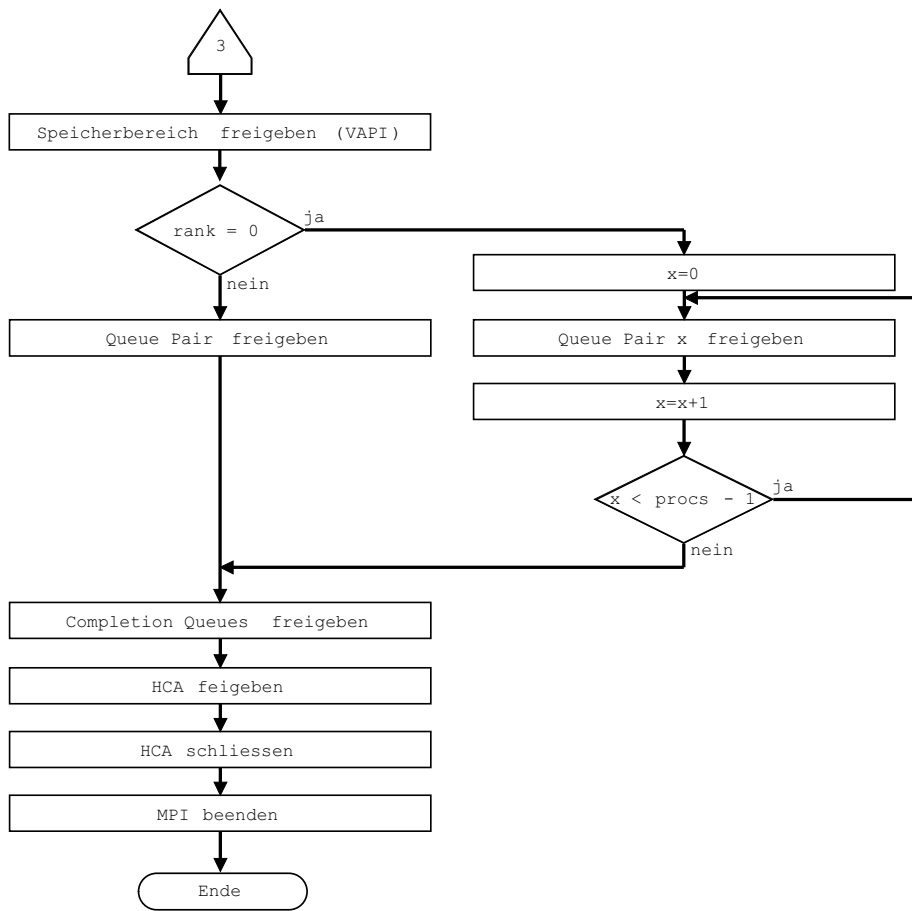 3
Speicherbereich freigeben (VAPI)
rank = 0
ja
nein
x=0
Queue Pair freigeben
Queue Pair x freigeben
x=x+1
x < procs - 1
ja
nein
Completion Queues freigeben
HCA feigeben
HCA schliessen
MPI beenden
Ende